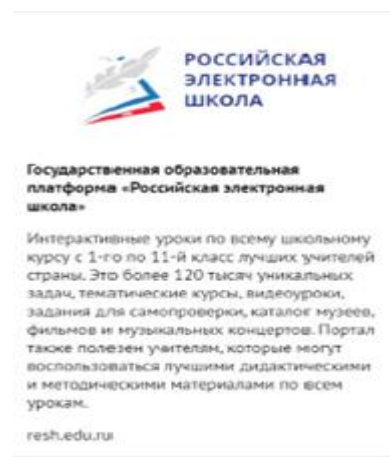 РОССИЙСКАЯ
ЭЛЕКТРОННАЯ
ШКОЛА
Государственная образовательная
платформа «Российская электронная
школа»
Интерактивные уроки по всему школьному
курсу с 1-го по 11-й класс лучших учителей
страны. Это более 120 тысяч уникальных
задач, тематические курсы, видеоуроки,
задания для самопроверки, каталог музеев,
фильмов и музыкальных концертов. Портал
также полезен учителям, которые могут
воспользоваться лучшими дидактическими
и методическими материалами по всем
урокам.
resh.edu.ru